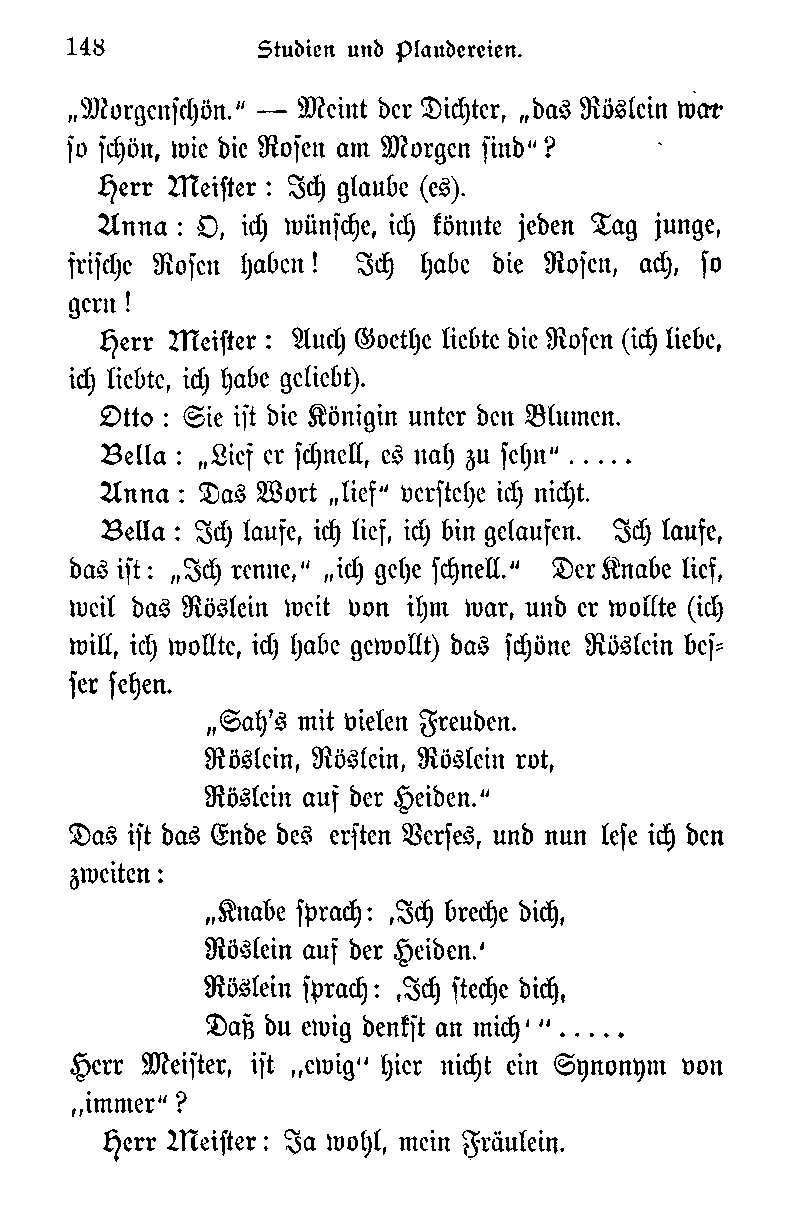 148 Studien und Plaudereien.
„Morgenschön.“ — Meint der Dichter, „das Röslein war
so schön, wie die Rosen am Morgen sind“?
Herr Meister: Ich glaube (es).
Anna: O, ich wünsche, ich könnte jeden Tag junge,
frische Rosen haben! Ich habe die Rosen, ach, so
gern!
Herr Meister: Auch Goethe liebte die Rosen (ich liebe,
ich liebte, ich habe geliebt).
Otto: Sie ist die Königin unter den Blumen.
Bella: „Lief er schnell, es nah zu sehn“.....
Anna: Das Wort „lief“ verstehe ich nicht.
Bella: Ich laufe, ich lief, ich bin gelaufen. Ich laufe,
das ist: „Ich renne,“ „ich gehe schnell.“ Der Knabe lief,
weil das Röslein weit von ihm war, und er wollte (ich
will, ich wollte, ich habe gewollt) das schöne Röslein bes-
ser sehen.
„Sah's mit vielen Freuden.
Röslein, Röslein, Röslein rot,
Röslein auf der Heiden.“
Das ist das Ende des ersten Verses, und nun lese ich den
zweiten:
„Knabe sprach: ‚Ich breche dich,
Röslein auf der Heiden.‘
Röslein sprach: ‚Ich steche dich,
Daß du ewig denkst an mich‘“.....
Herr Meister, ist „ewig“ hier nicht ein Synonym von
„immer“?
Herr Meister: Ja wohl, mein Fräulein.